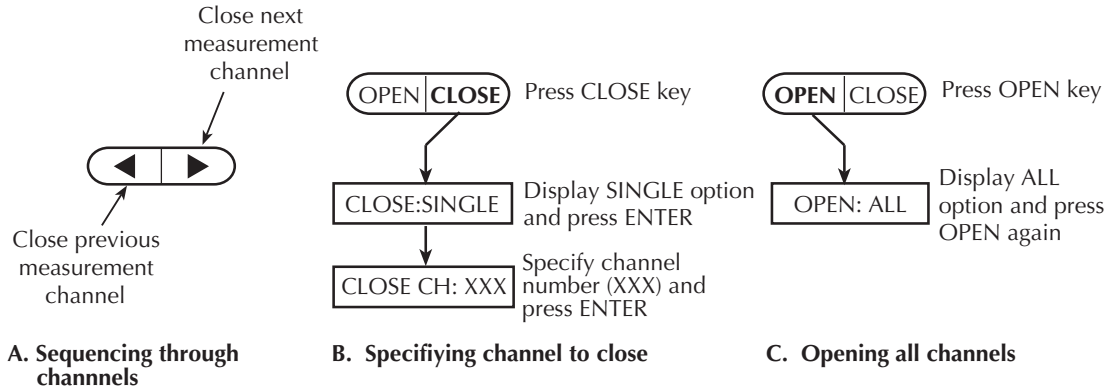 Close next
measurement
channel
Close previous
measurement
channel
A. Sequencing through
channnels
OPEN CLOSE
Press CLOSE key
CLOSE:SINGLE
Display SINGLE option
and press ENTER
CLOSE CH: XXX
Specify channel
number (XXX) and
press ENTER
B. Specifiying channel to close
OPEN CLOSE
Press OPEN key
OPEN: ALL
Display ALL
option and press
OPEN again
C. Opening all channels